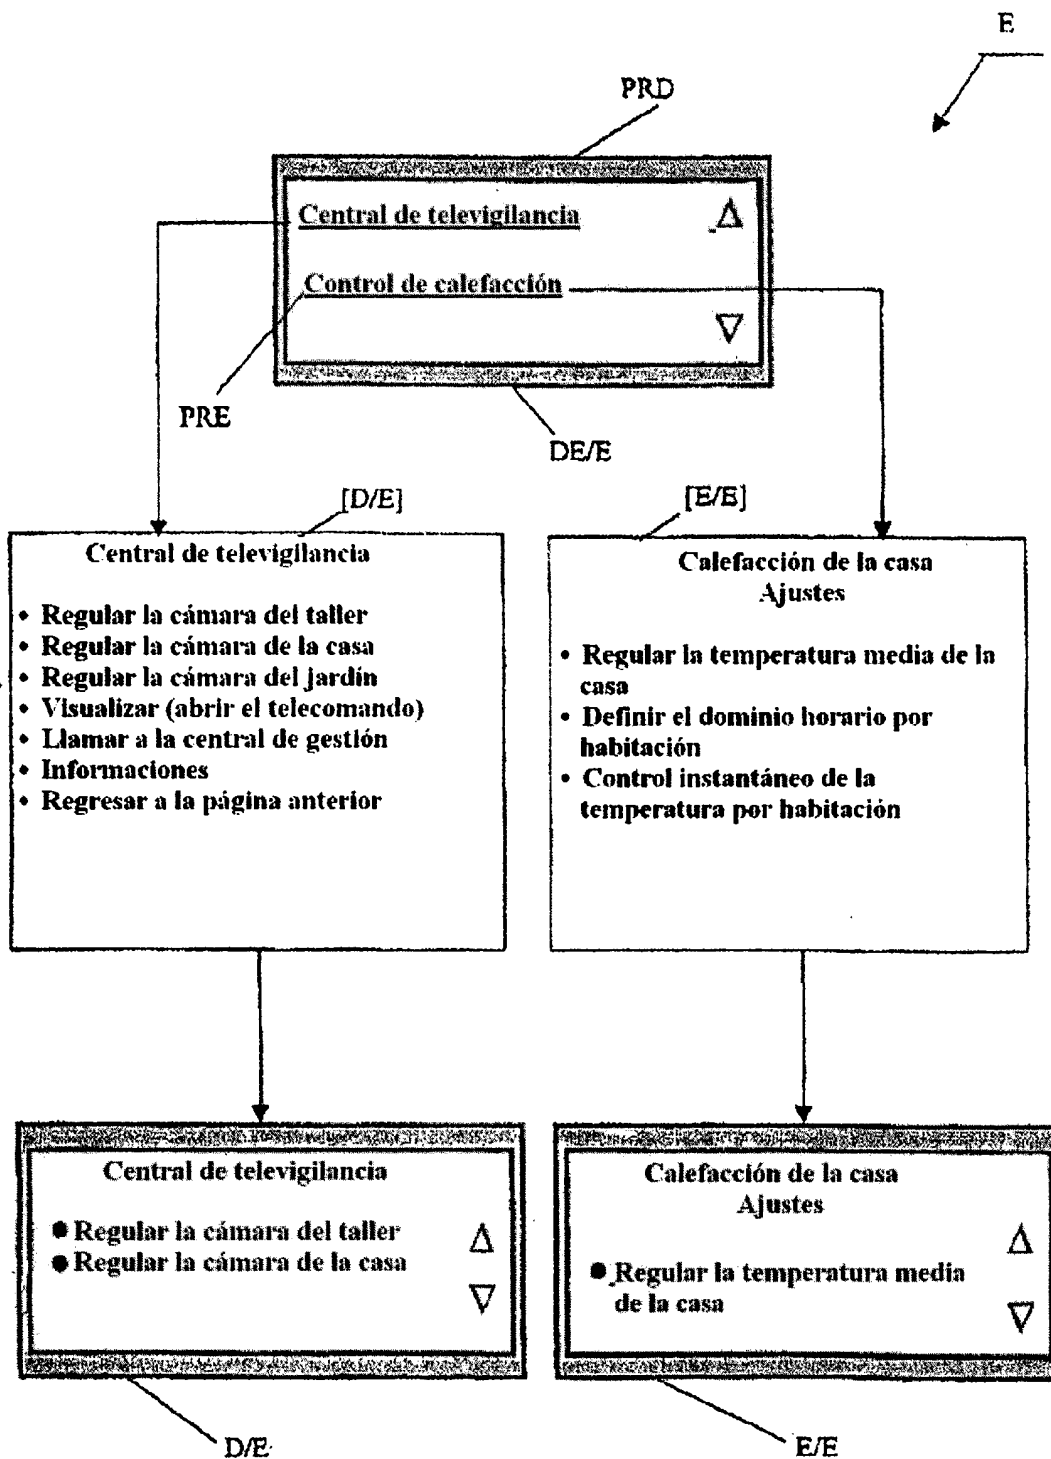 E
PRD
Central de televigilancia
Control de calefacción
PRE
DE/E
[D/E]
Central de televigilancia
• Regular la cámara del taller
• Regular la cámara de la casa
• Regular la cámara del jardín
• Visualizar (abrir el telecomando)
• Llamar a la central de gestión
• Informaciones
• Regresar a la página anterior
[E/E]
Calefacción de la casa
Ajustes
• Regular la temperatura media de la
casa
• Definir el dominio horario por
habitación
• Control instantáneo de la
temperatura por habitación
Central de televigilancia
• Regular la cámara del taller
• Regular la cámara de la casa
D/E
Calefacción de la casa
Ajustes
• Regular la temperatura media
de la casa
E/E